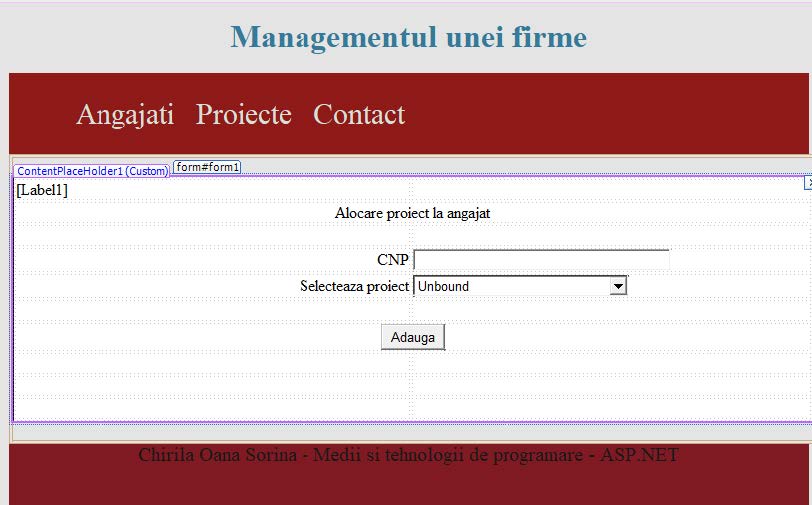 Managementul unei firme
Angajati Proiecte Contact
ContentPlaceHolder1 (Custom) form#form1
[Label1]
Alocare proiect la angajat
CNP
Selecteaza proiect Unbound
Adauga
Chirila Oana Sorina - Medii si tehnologii de programare - ASP.NET